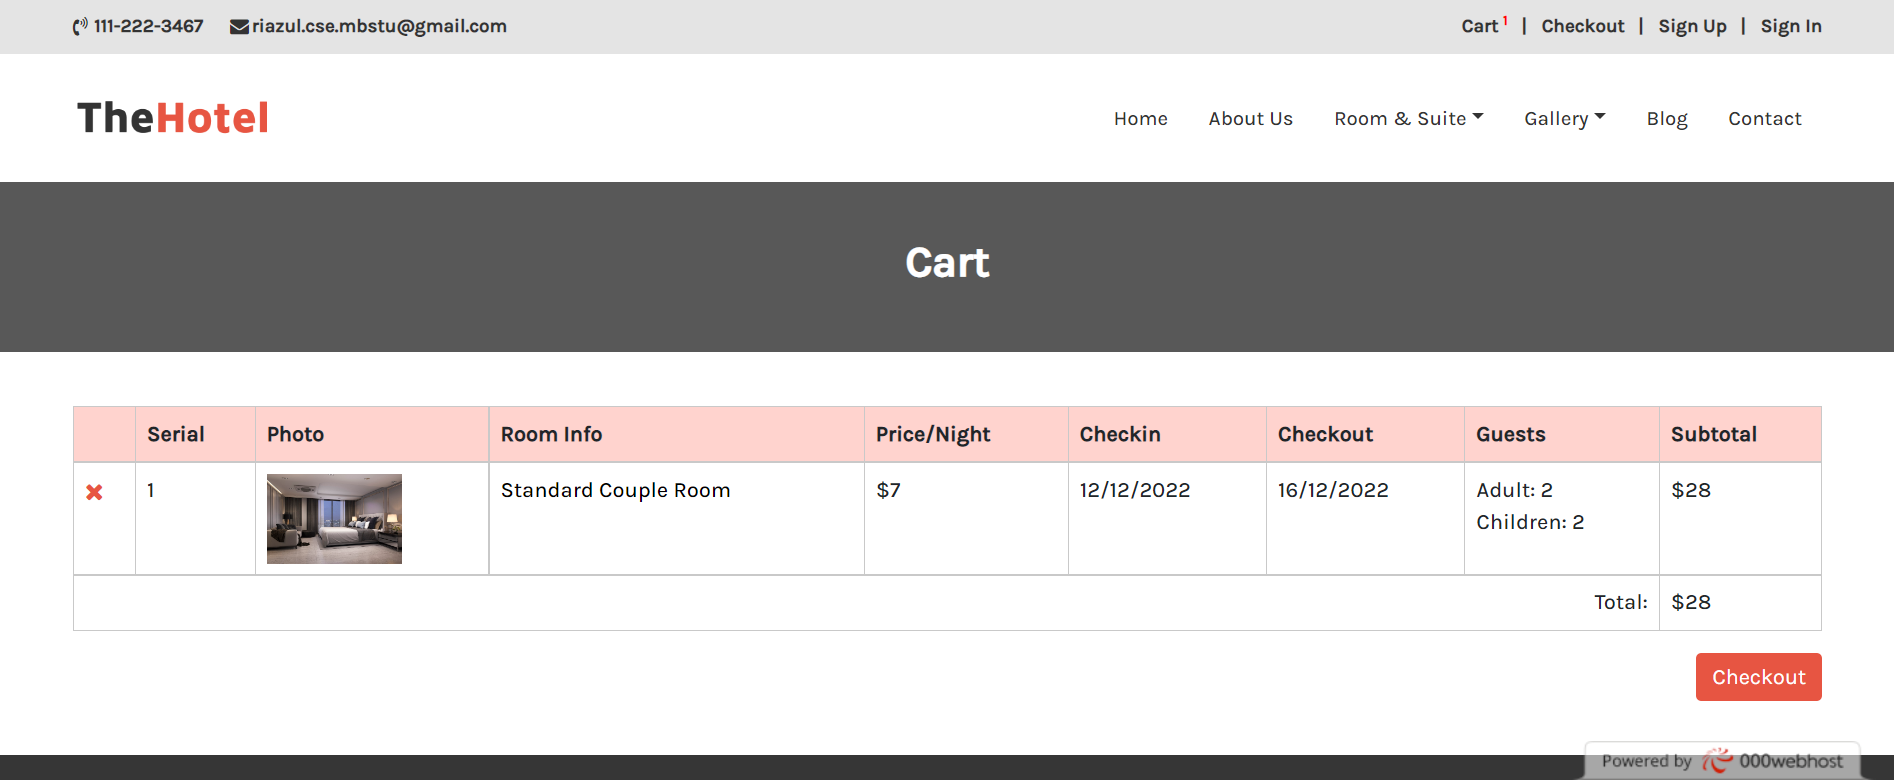 111-222-3467 riazul.cse.mbstu@gmail.com Cart 1 | Checkout | Sign Up | Sign In
TheHotel Home About Us Room & Suite Gallery Blog Contact
Cart
Serial Photo Room Info Price/Night Checkin Checkout Guests Subtotal
1 Standard Couple Room $7 12/12/2022 16/12/2022 Adult: 2 $28
Children: 2
Total: $28
Checkout
Powered by 000webhost